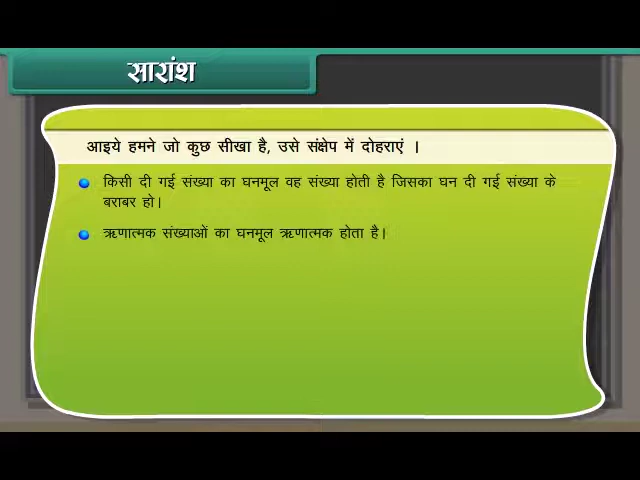 सारांश
आइये हमने जो कुछ सीखा है, उसे संक्षेप में दोहराएं ।
किसी दी गई संख्या का घनमूल वह संख्या होती है जिसका घन दी गई संख्या के
बराबर हो।
ऋणात्मक संख्याओं का घनमूल ऋणात्मक होता है।